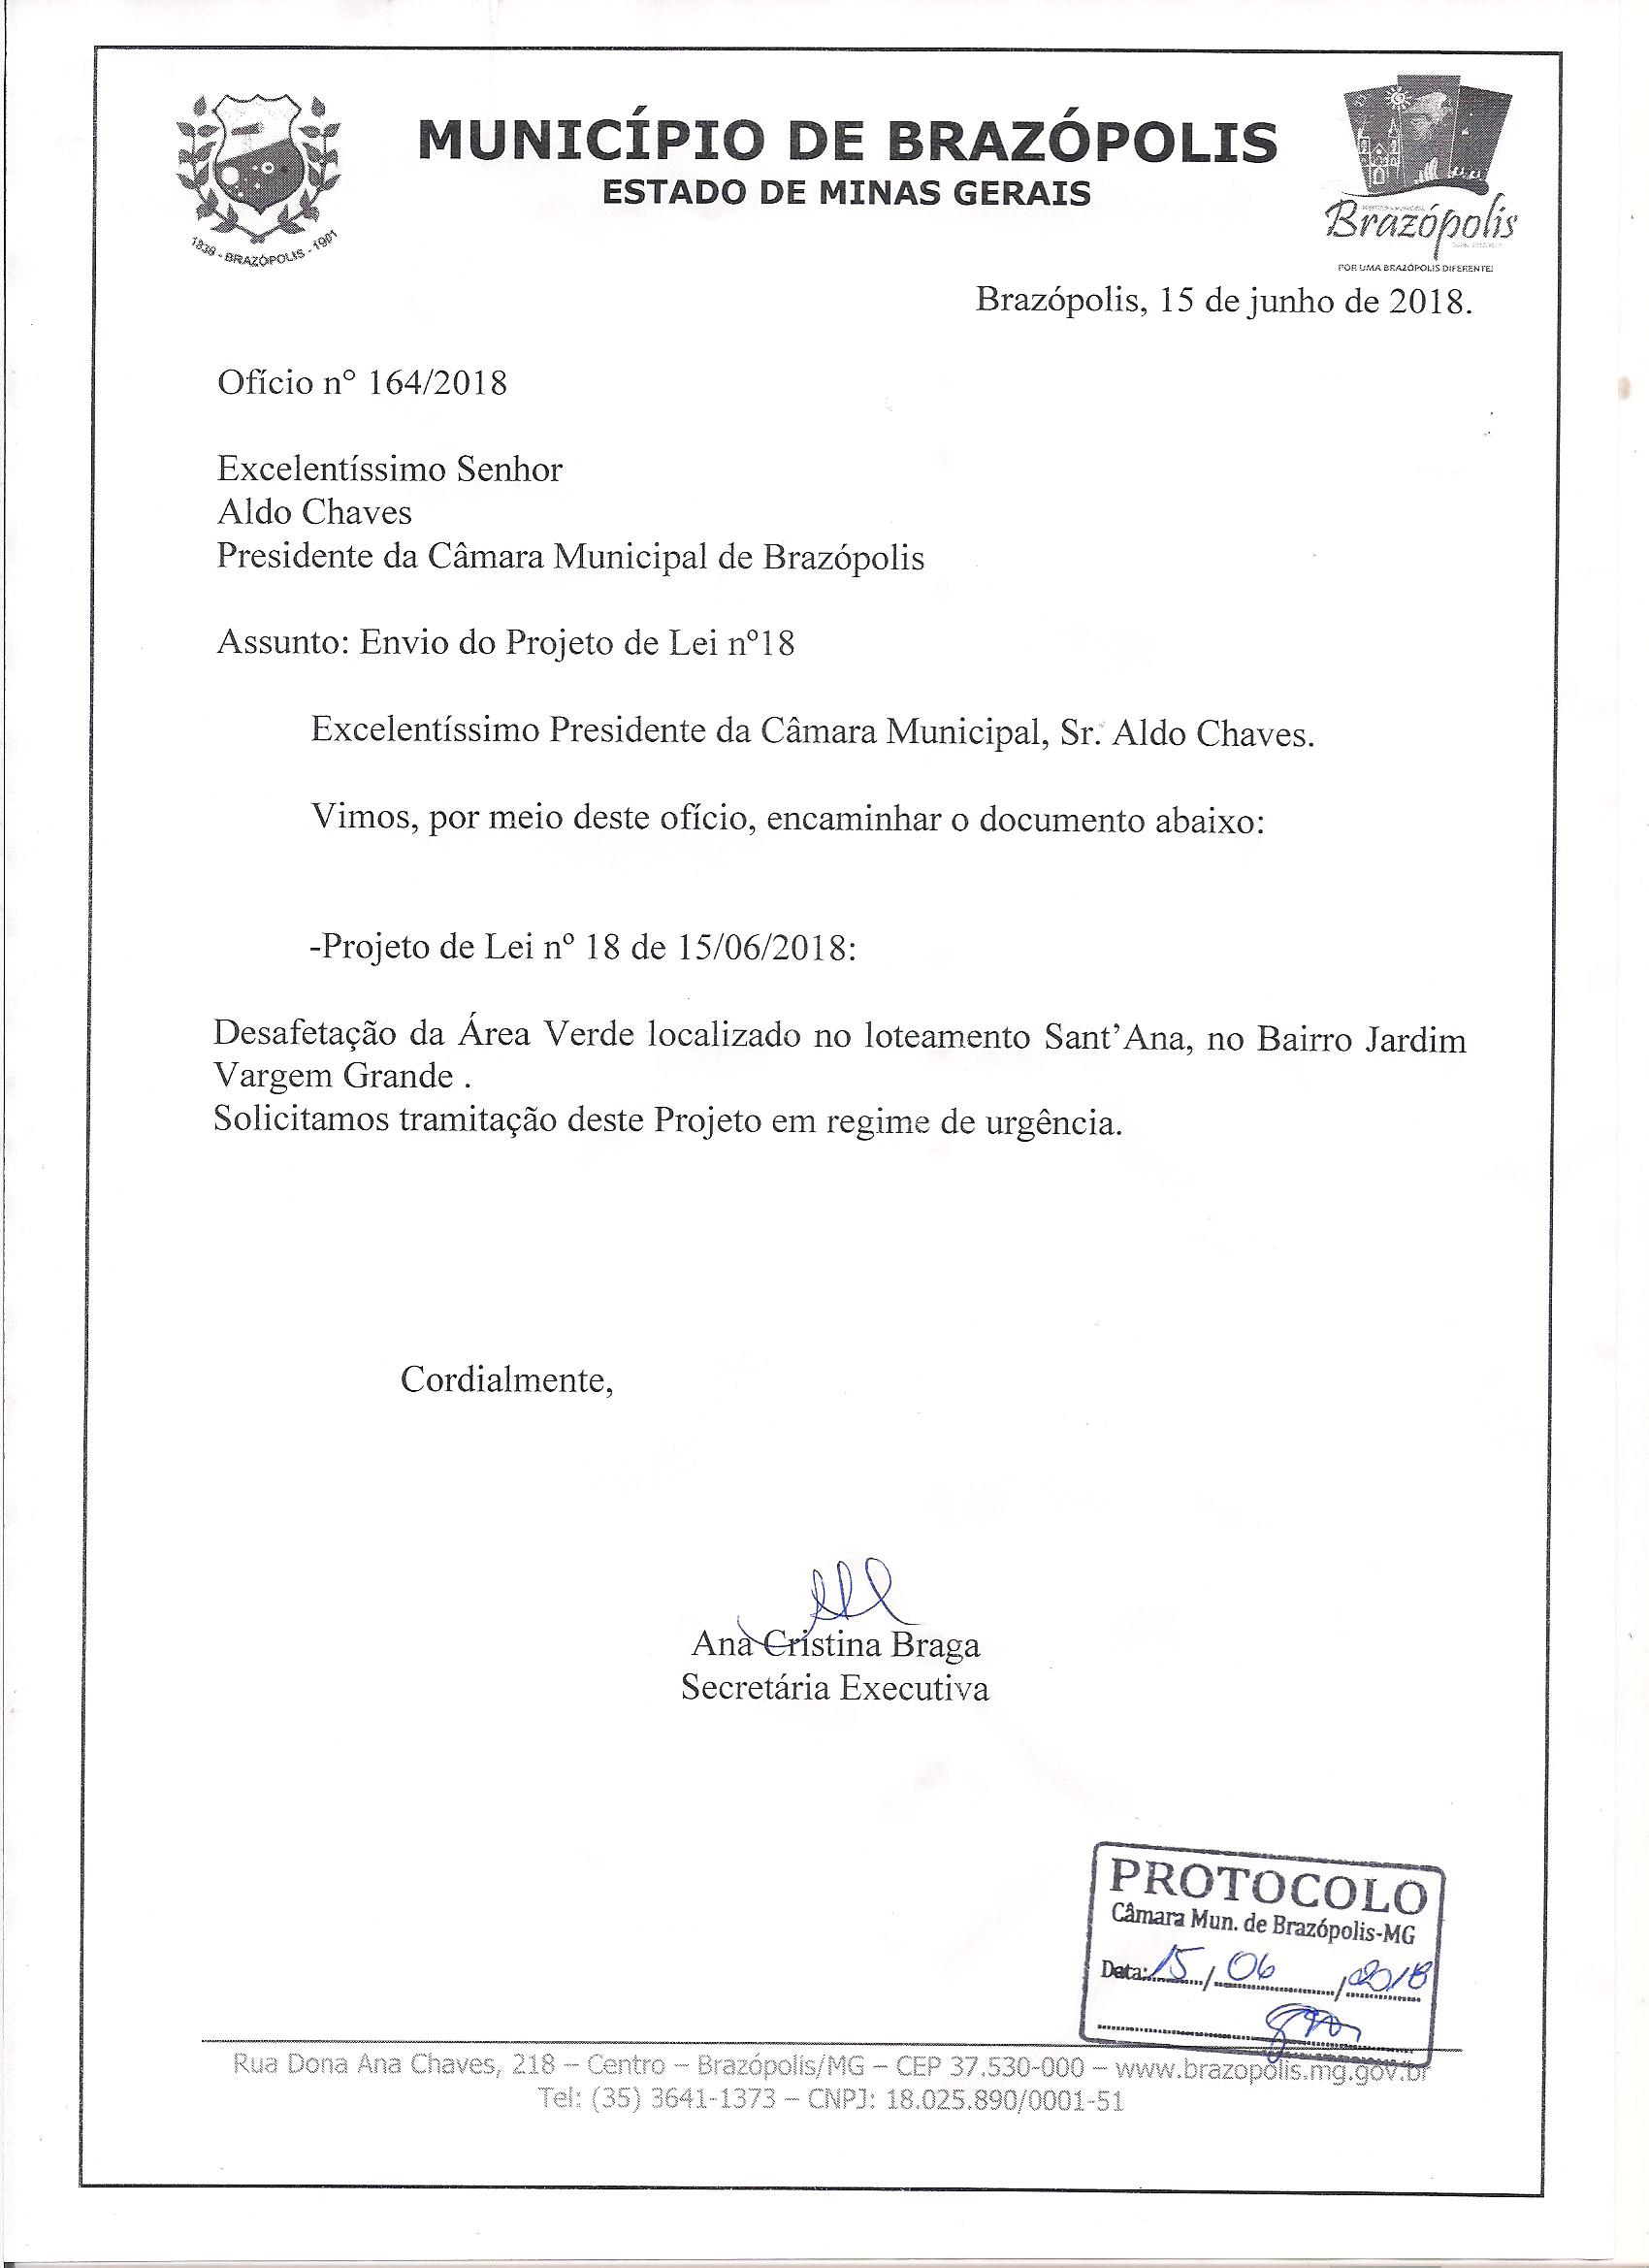 MUNICÍPIO DE BRAZÓPOLIS
ESTADO DE MINAS GERAIS
1838 - BRAZÓPOLIS - 1901
Brazópolis
POR UMA BRAZÓPOLIS DIFERENTE!
Brazópolis, 15 de junho de 2018.
Ofício n° 164/2018
Excelentíssimo Senhor
Aldo Chaves
Presidente da Câmara Municipal de Brazópolis
Assunto: Envio do Projeto de Lei nº18
Excelentíssimo Presidente da Câmara Municipal, Sr. Aldo Chaves.
Vimos, por meio deste ofício, encaminhar o documento abaixo:
-Projeto de Lei nº 18 de 15/06/2018:
Desafetação da Área Verde localizado no loteamento Sant’Ana, no Bairro Jardim
Vargem Grande .
Solicitamos tramitação deste Projeto em regime de urgência.
Cordialmente,
Ana Cristina Braga
Secretária Executiva
PROTOCOLO
Câmara Mun. de Brazópolis-MG
Data: 15 / 06 / 2018
Rua Dona Ana Chaves, 218 – Centro – Brazópolis/MG – CEP 37.530-000 – www.brazopolis.mg.gov.br
Tel: (35) 3641-1373 – CNPJ: 18.025.890/0001-51